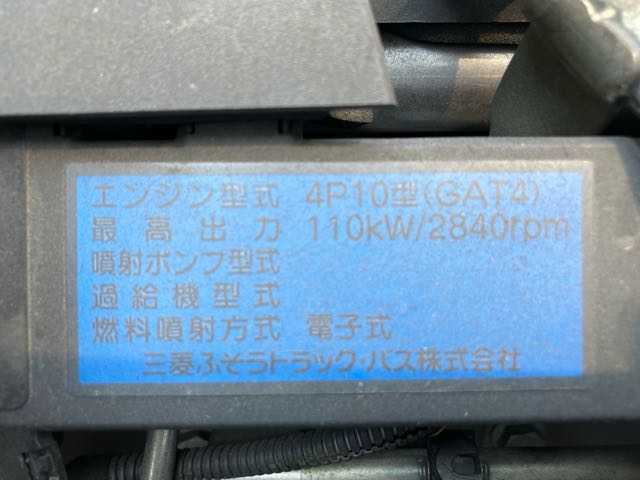 エンジン型式 4P10型(GAT4)
最高出力 110kW/2840rpm
噴射ポンプ型式
過給機型式
燃料噴射方式 電子式
三菱ふそうトラック・バス株式会社